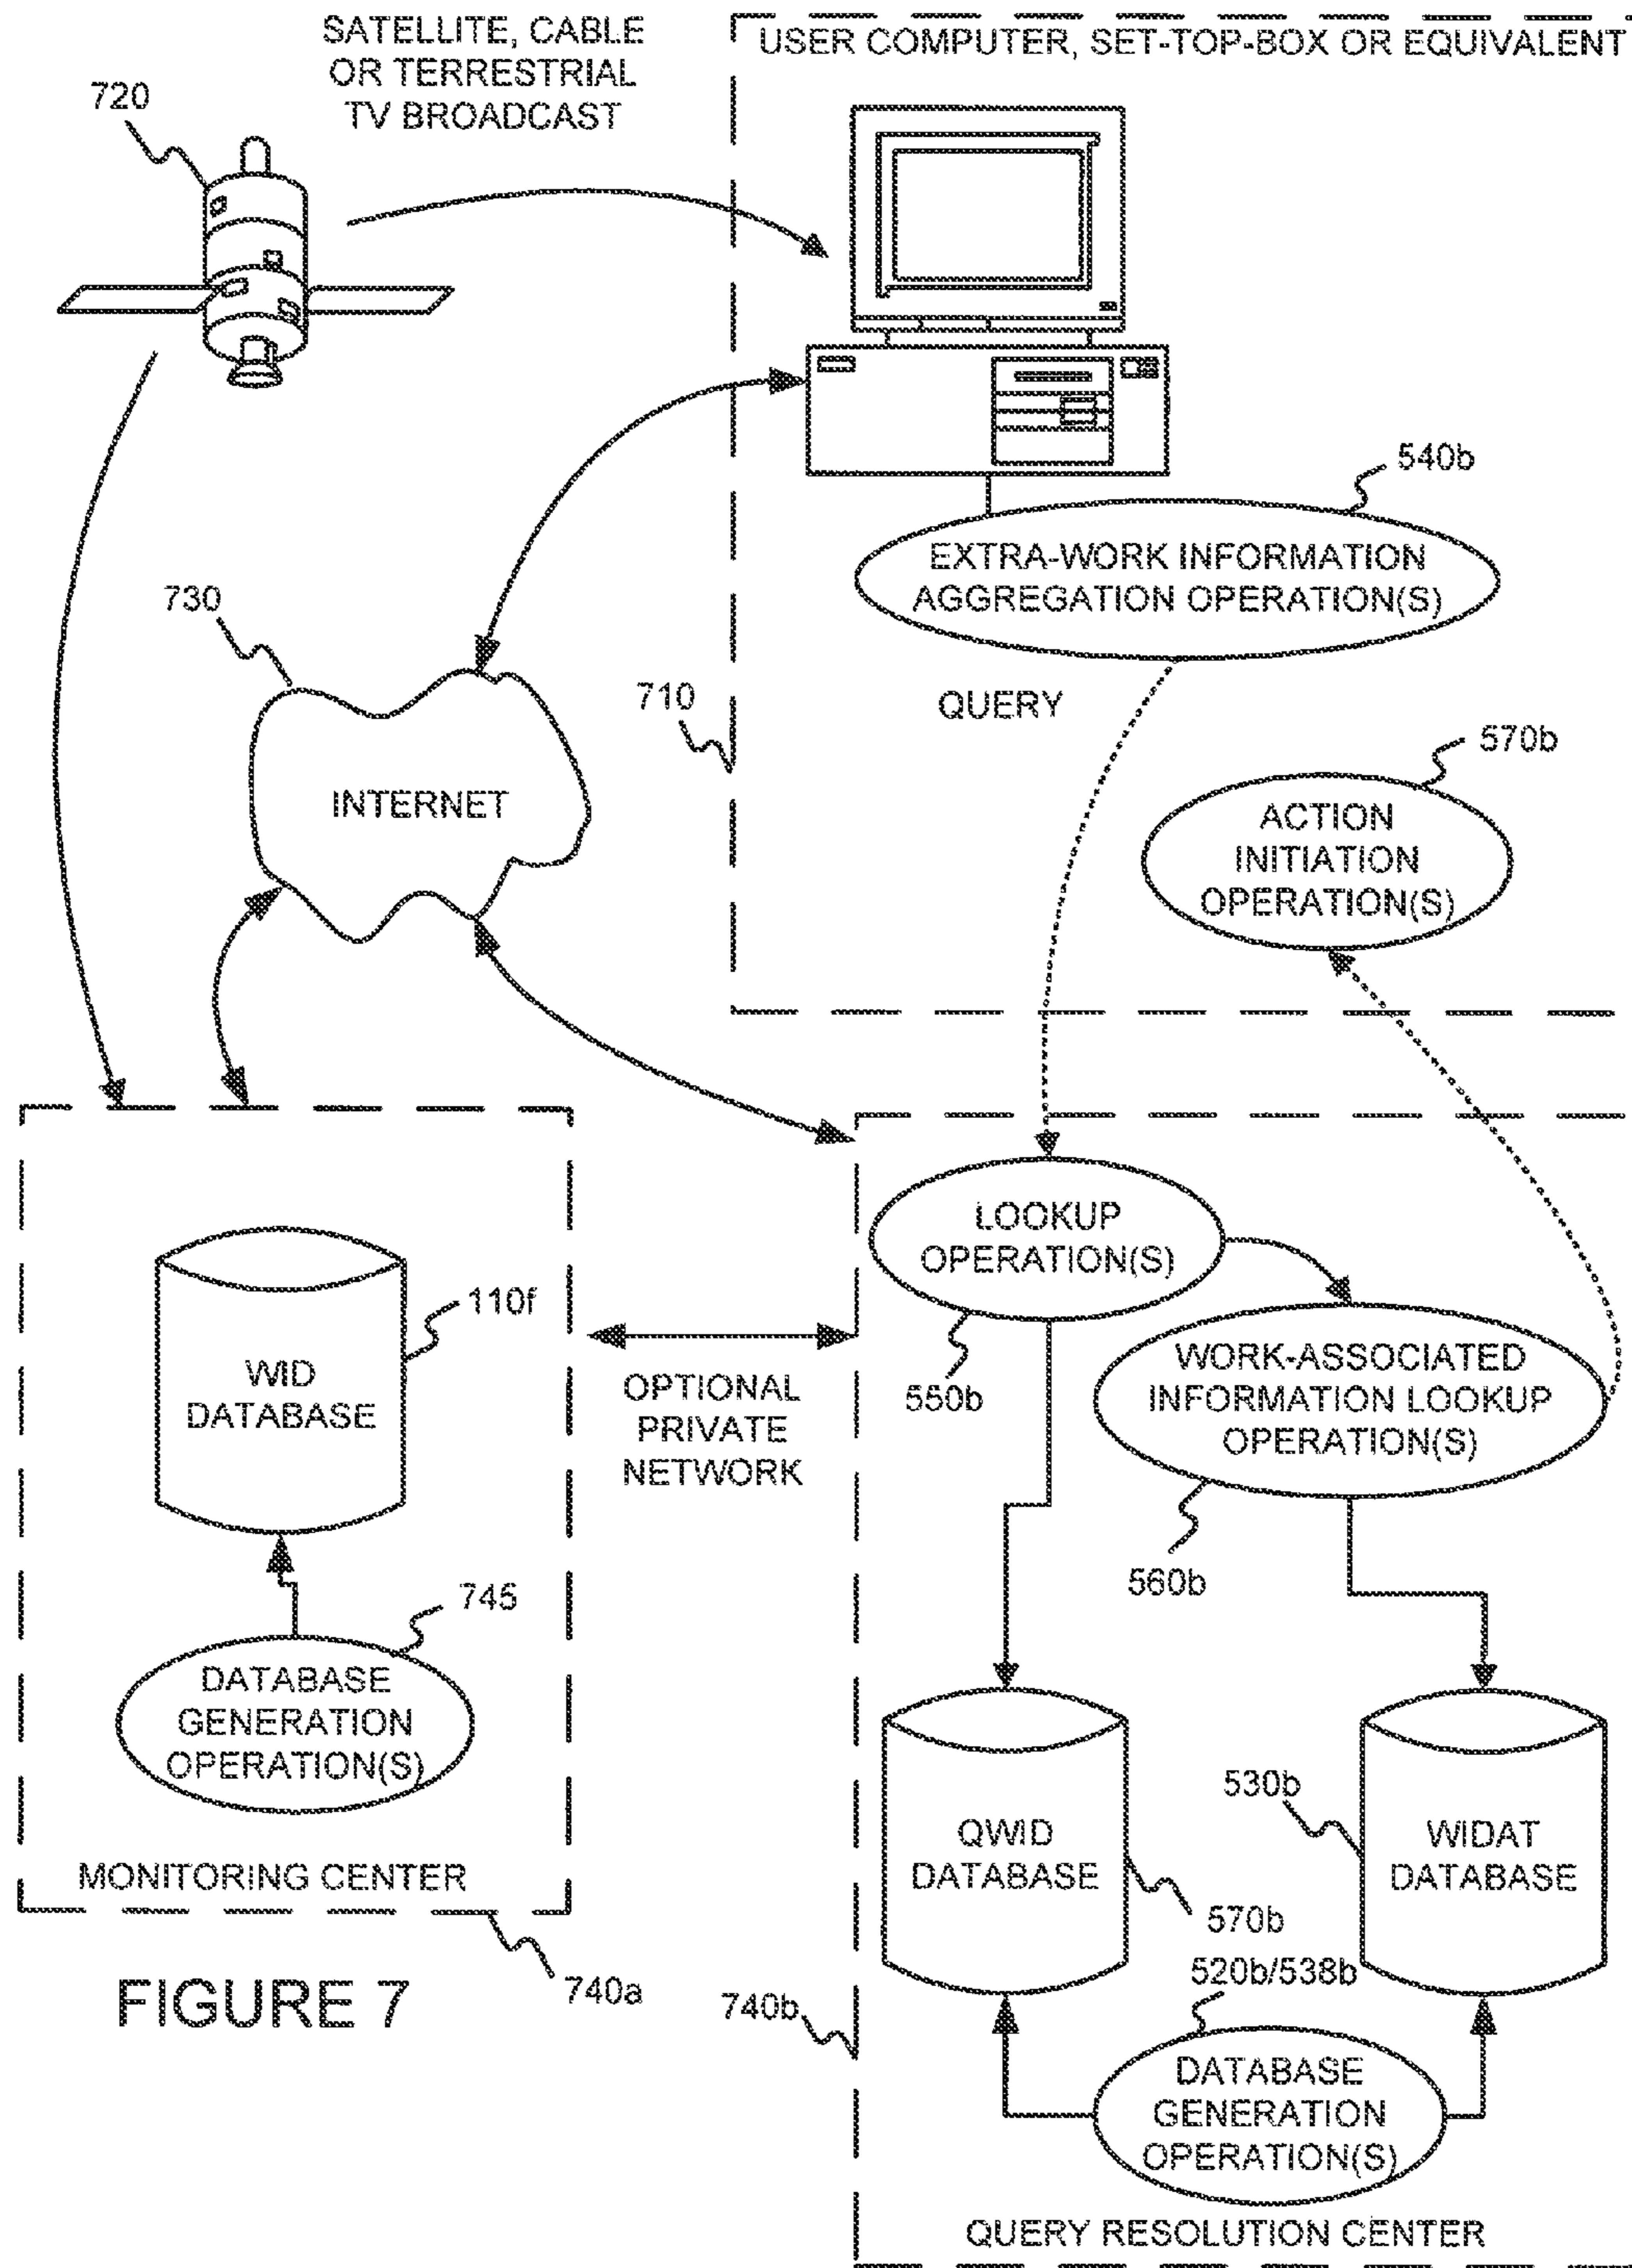 SATELLITE, CABLE
OR TERRESTRIAL
TV BROADCAST
720
USER COMPUTER, SET-TOP-BOX OR EQUIVALENT
540b
EXTRA-WORK INFORMATION
AGGREGATION OPERATION(S)
730
710
QUERY
570b
INTERNET
ACTION
INITIATION
OPERATION(S)
LOOKUP
OPERATION(S)
110f
WID
DATABASE
OPTIONAL
PRIVATE
NETWORK
550b
WORK-ASSOCIATED
INFORMATION LOOKUP
OPERATION(S)
560b
745
DATABASE
GENERATION
OPERATION(S)
530b
QWID
DATABASE
WIDAT
DATABASE
MONITORING CENTER
570b
520b/538b
740a
FIGURE 7
740b
DATABASE
GENERATION
OPERATION(S)
QUERY RESOLUTION CENTER